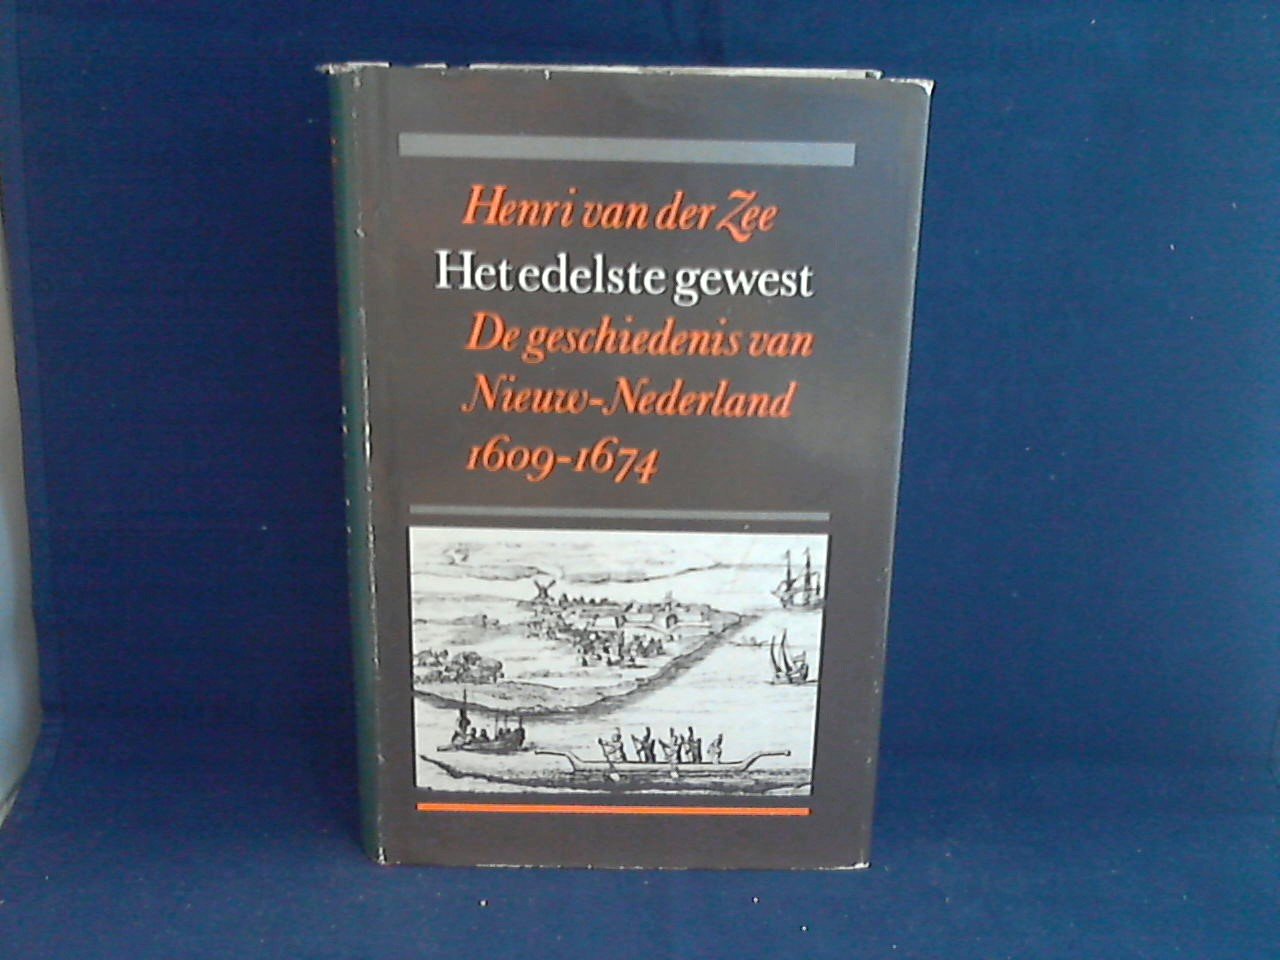 Henri van der Zee
Het edelste gewest
De geschiedenis van
Nieuw-Nederland
1609-1674